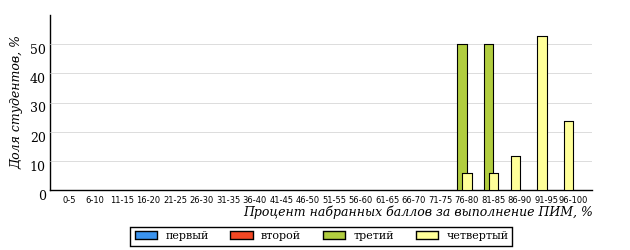 Доля студентов, %
50
40
30
20
10
0
0-5 6-10 11-15 16-20 21-25 26-30 31-35 36-40 41-45 46-50 51-55 56-60 61-65 66-70 71-75 76-80 81-85 86-90 91-95 96-100
Процент набранных баллов за выполнение ПИМ, %
первый второй третий четвертый